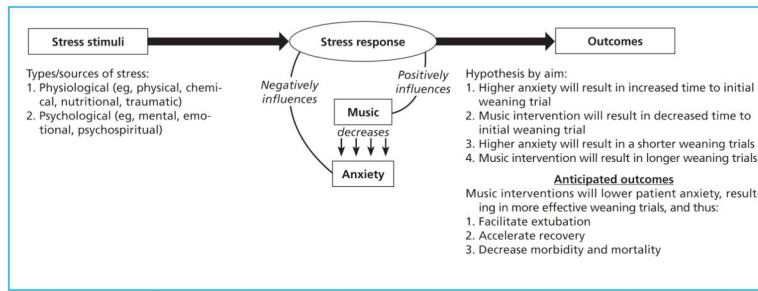 Stress stimuli
Stress response
Outcomes
Types/sources of stress:
1. Physiological (eg, physical, chemi-
cal, nutritional, traumatic)
2. Psychological (eg, mental, emo-
tional, psychospiritual)
Negatively
influences
Positively
influences
Music
decreases
Anxiety
Hypothesis by aim:
1. Higher anxiety will result in increased time to initial
weaning trial
2. Music intervention will result in decreased time to
initial weaning trial
3. Higher anxiety will result in a shorter weaning trials
4. Music intervention will result in longer weaning trials
Anticipated outcomes
Music interventions will lower patient anxiety, result-
ing in more effective weaning trials, and thus:
1. Facilitate extubation
2. Accelerate recovery
3. Decrease morbidity and mortality